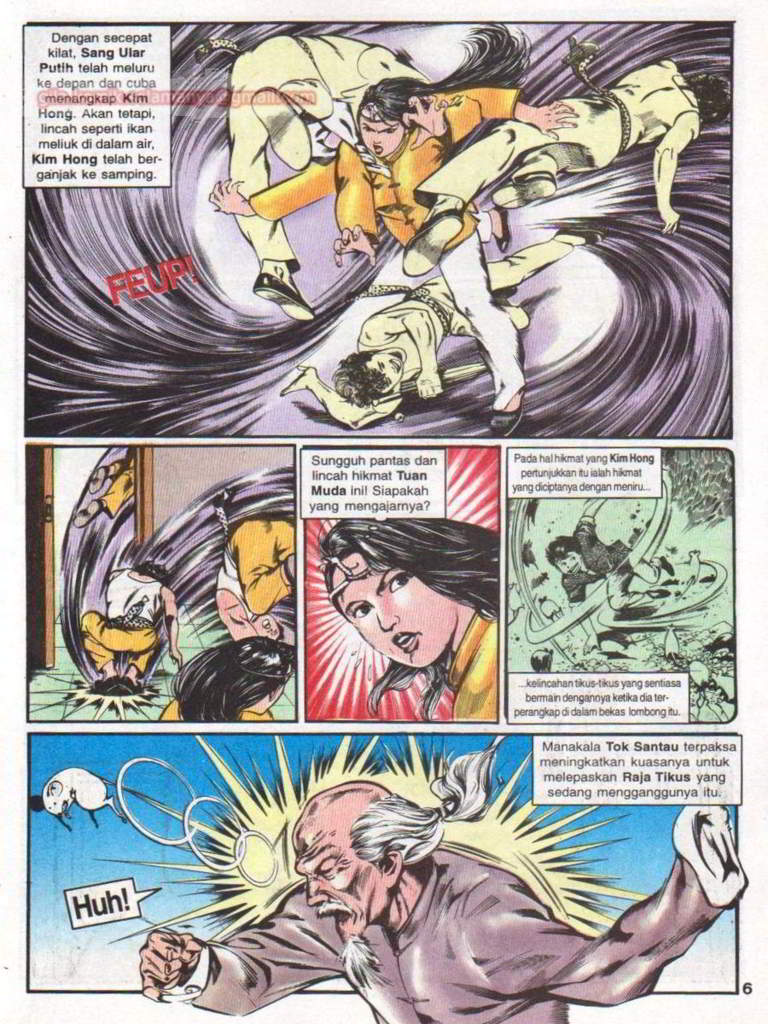 Dengan secepat
kilat, Sang Ular
Putih telah meluru
ke depan dan cuba
menangkap Kim
Hong. Akan tetapi,
lincah seperti ikan
meliuk di dalam air,
Kim Hong telah ber-
ganjak ke samping.
FEUP!
Sungguh pantas dan
lincah hikmat Tuan
Muda ini! Siapakah
yang mengajarnya?
Pada hal hikmat yang Kim Hong
pertunjukkan itu ialah hikmat
yang diciptanya dengan meniru...
...kelincahan tikus-tikus yang sentiasa
bermain dengannya ketika dia ter-
perangkap di dalam bekas lombong itu.
Manakala Tok Santau terpaksa
meningkatkan kuasanya untuk
melepaskan Raja Tikus yang
sedang mengganggunya itu.
Huh!
6